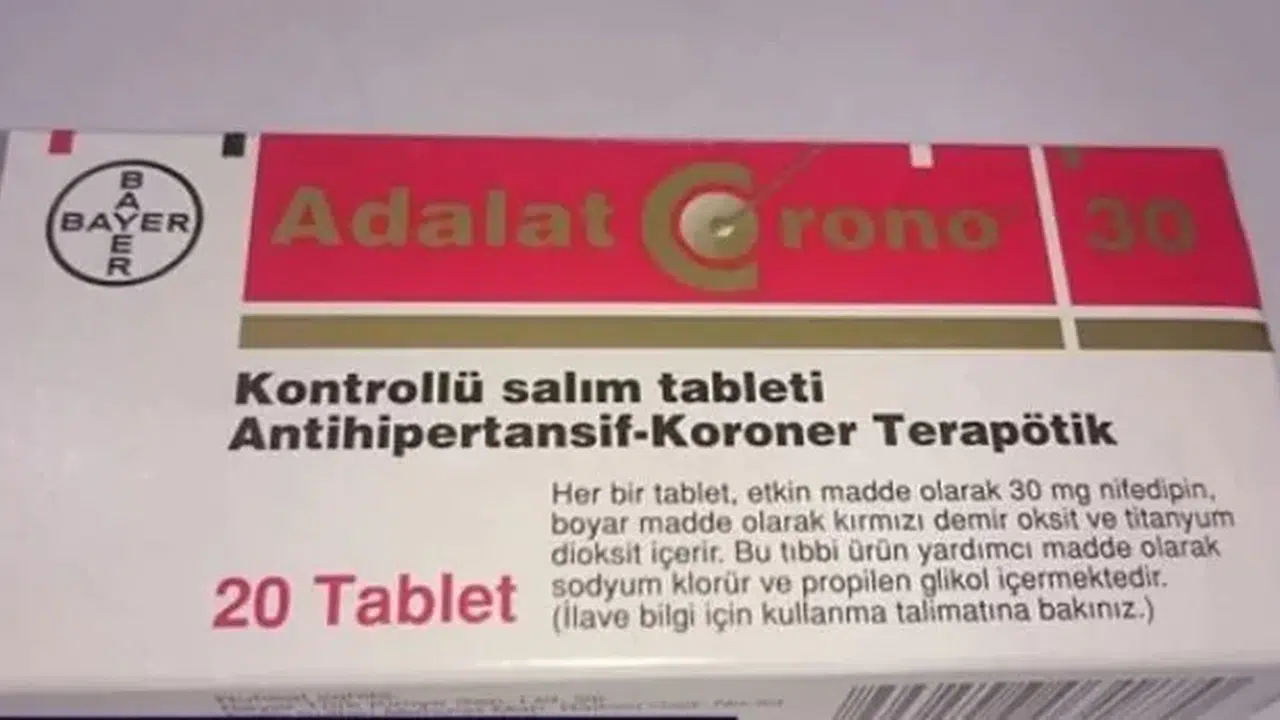 BAYER
BAYER
Adalat Crono 30
Kontrollü salım tableti
Antihipertansif-Koroner Terapötik
Her bir tablet, etkin madde olarak 30 mg nifedipin,
boyar madde olarak kırmızı demir oksit ve titanyum
dioksit içerir. Bu tıbbi ürün yardımcı madde olarak
sodyum klorür ve propilen glikol içermektedir.
(İlave bilgi için kullanma talimatına bakınız.)
20 Tablet